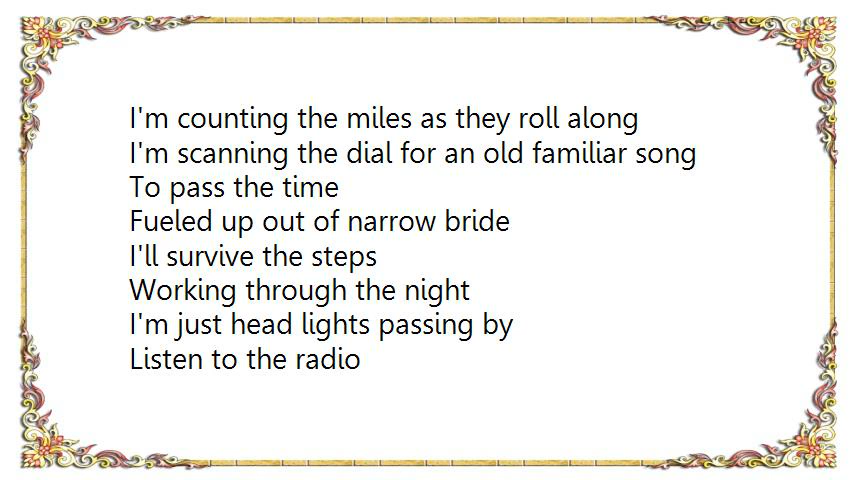 I'm counting the miles as they roll along
I'm scanning the dial for an old familiar song
To pass the time
Fueled up out of narrow bride
I'll survive the steps
Working through the night
I'm just head lights passing by
Listen to the radio